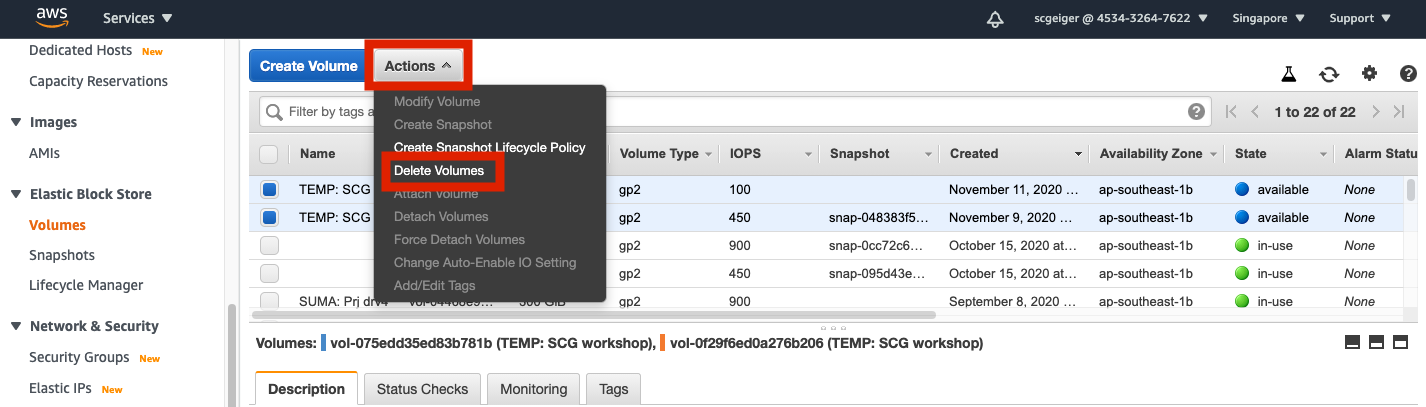 aws Services scgeiger @ 4534-3264-7622 Singapore Support
Dedicated Hosts New
Capacity Reservations
Images
AMIs
Elastic Block Store
Volumes
Snapshots
Lifecycle Manager
Network & Security
Security Groups New
Elastic IPs New
Create Volume Actions
Filter by tags a 1 to 22 of 22
Modify Volume
Create Snapshot
Create Snapshot Lifecycle Policy
Delete Volumes
Attach Volume
Detach Volumes
Force Detach Volumes
Change Auto-Enable IO Setting
Add/Edit Tags
Name Volume Type IOPS Snapshot Created Availability Zone State Alarm Statu
TEMP: SCG gp2 100 November 11, 2020 … ap-southeast-1b available None
TEMP: SCG gp2 450 snap-048383f5… November 9, 2020 … ap-southeast-1b available None
gp2 900 snap-0cc72c6… October 15, 2020 at… ap-southeast-1b in-use None
gp2 450 snap-095d43e… October 15, 2020 at… ap-southeast-1b in-use None
SUMA: Prj drv4 gp2 900 September 8, 2020 … ap-southeast-1b in-use None
Volumes: vol-075edd35ed83b781b (TEMP: SCG workshop), vol-0f29f6ed0a276b206 (TEMP: SCG workshop)
Description Status Checks Monitoring Tags